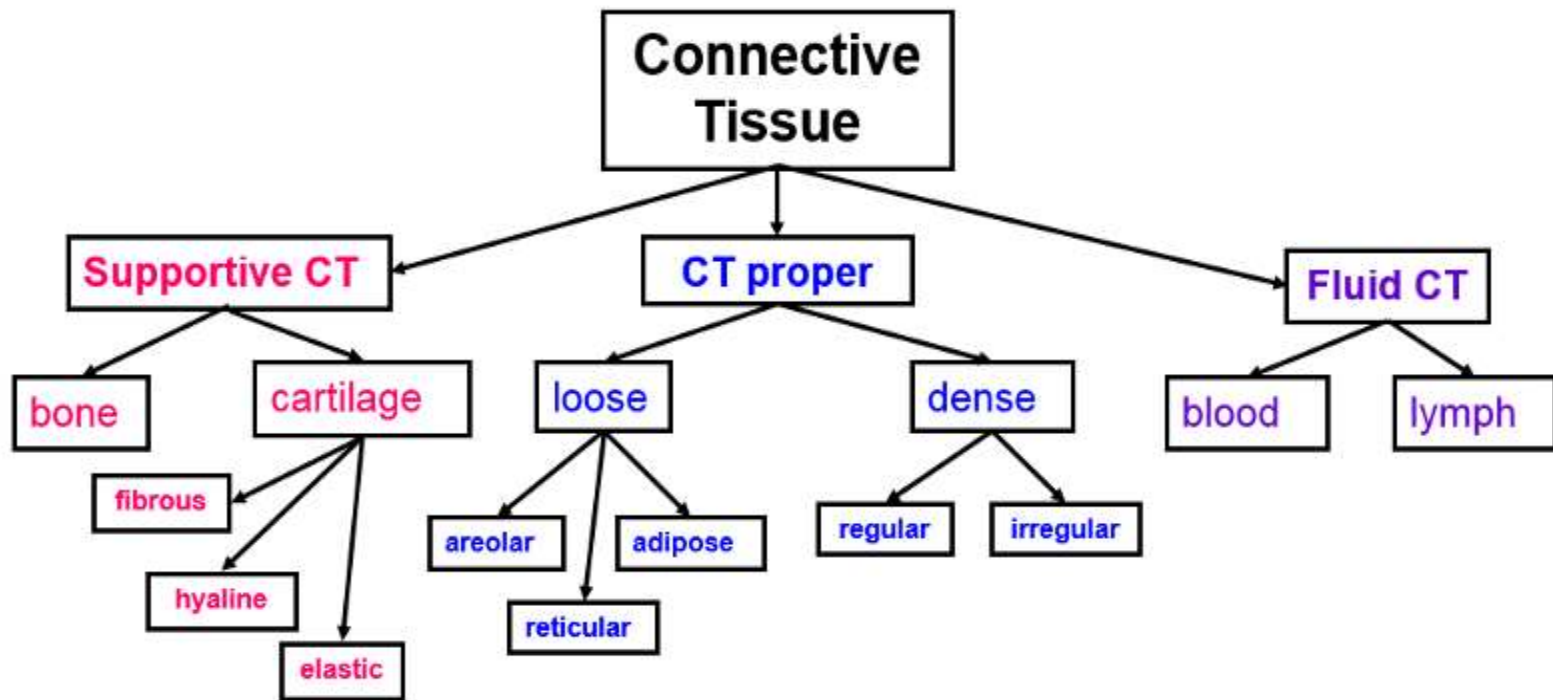 Connective
Tissue
Supportive CT
CT proper
Fluid CT
bone
cartilage
loose
dense
blood
lymph
fibrous
hyaline
elastic
areolar
reticular
adipose
regular
irregular